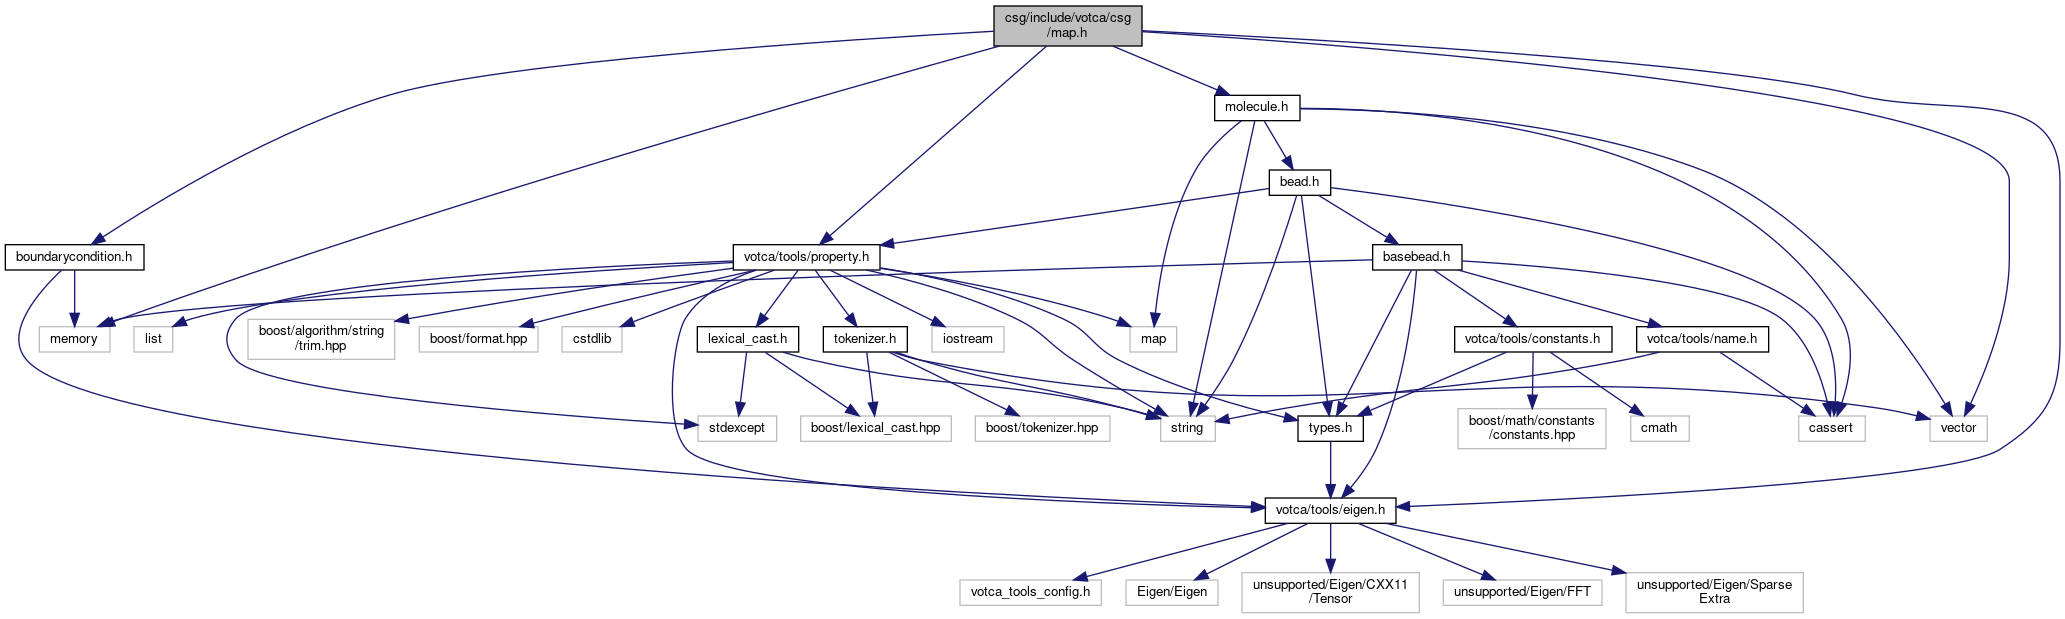 csg/include/votca/csg
/map.h
molecule.h
bead.h
boundarycondition.h
votca/tools/property.h
basebead.h
memory
list
boost/algorithm/string
/trim.hpp
boost/format.hpp
cstdlib
lexical_cast.h
tokenizer.h
iostream
map
votca/tools/constants.h
votca/tools/name.h
stdexcept
boost/lexical_cast.hpp
boost/tokenizer.hpp
string
types.h
boost/math/constants
/constants.hpp
cmath
cassert
vector
votca/tools/eigen.h
votca_tools_config.h
Eigen/Eigen
unsupported/Eigen/CXX11
/Tensor
unsupported/Eigen/FFT
unsupported/Eigen/Sparse
Extra